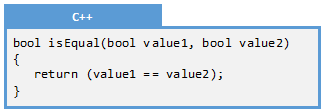 C++
bool isEqual(bool value1, bool value2)
{
   return (value1 == value2);
}